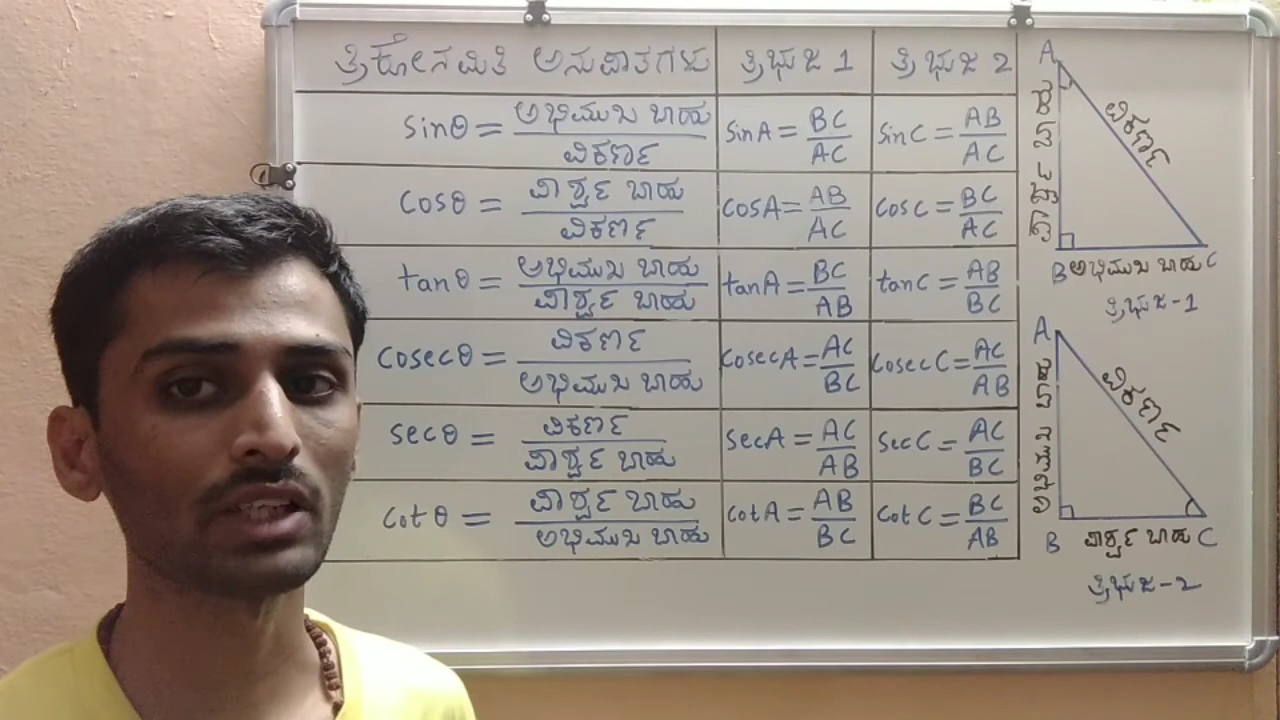 ತ್ರಿಕೋನಮಿತಿ ಅನುಪಾತಗಳು ತ್ರಿಭುಜ 1 ತ್ರಿಭುಜ 2
sinθ = ಅಭಿಮುಖ ಬಾಹು / ವಿಕರ್ಣ sinA = BC/AC sinC = AB/AC
cosθ = ಪಾರ್ಶ್ವ ಬಾಹು / ವಿಕರ್ಣ cosA = AB/AC cosC = BC/AC
tanθ = ಅಭಿಮುಖ ಬಾಹು / ಪಾರ್ಶ್ವ ಬಾಹು tanA = BC/AB tanC = AB/BC
cosecθ = ವಿಕರ್ಣ / ಅಭಿಮುಖ ಬಾಹು cosecA = AC/BC cosecC = AC/AB
secθ = ವಿಕರ್ಣ / ಪಾರ್ಶ್ವ ಬಾಹು secA = AC/AB secC = AC/BC
cotθ = ಪಾರ್ಶ್ವ ಬಾಹು / ಅಭಿಮುಖ ಬಾಹು cotA = AB/BC cotC = BC/AB
A
ಪಾರ್ಶ್ವ ಬಾಹು
ವಿಕರ್ಣ
B ಅಭಿಮುಖ ಬಾಹು C
ತ್ರಿಭುಜ-1
A
ಅಭಿಮುಖ ಬಾಹು
ವಿಕರ್ಣ
B ಪಾರ್ಶ್ವ ಬಾಹು C
ತ್ರಿಭುಜ-2